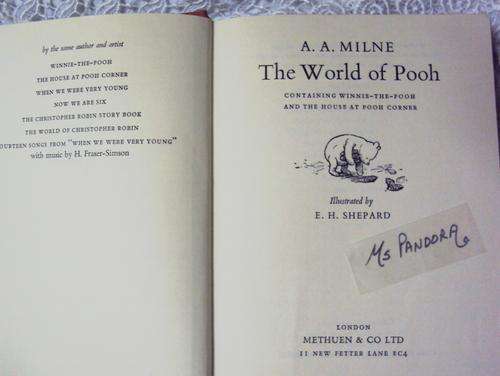 by the same author and artist
WINNIE-THE-POOH
THE HOUSE AT POOH CORNER
WHEN WE WERE VERY YOUNG
NOW WE ARE SIX
THE CHRISTOPHER ROBIN STORY BOOK
THE WORLD OF CHRISTOPHER ROBIN
OURTEEN SONGS FROM "WHEN WE WERE VERY YOUNG"
with music by H. Fraser-Simson
A. A. MILNE
The World of Pooh
CONTAINING WINNIE-THE-POOH
AND THE HOUSE AT POOH CORNER
Illustrated by
E. H. SHEPARD
Ms PANDORA
LONDON
METHUEN & CO LTD
11 NEW FETTER LANE EC4